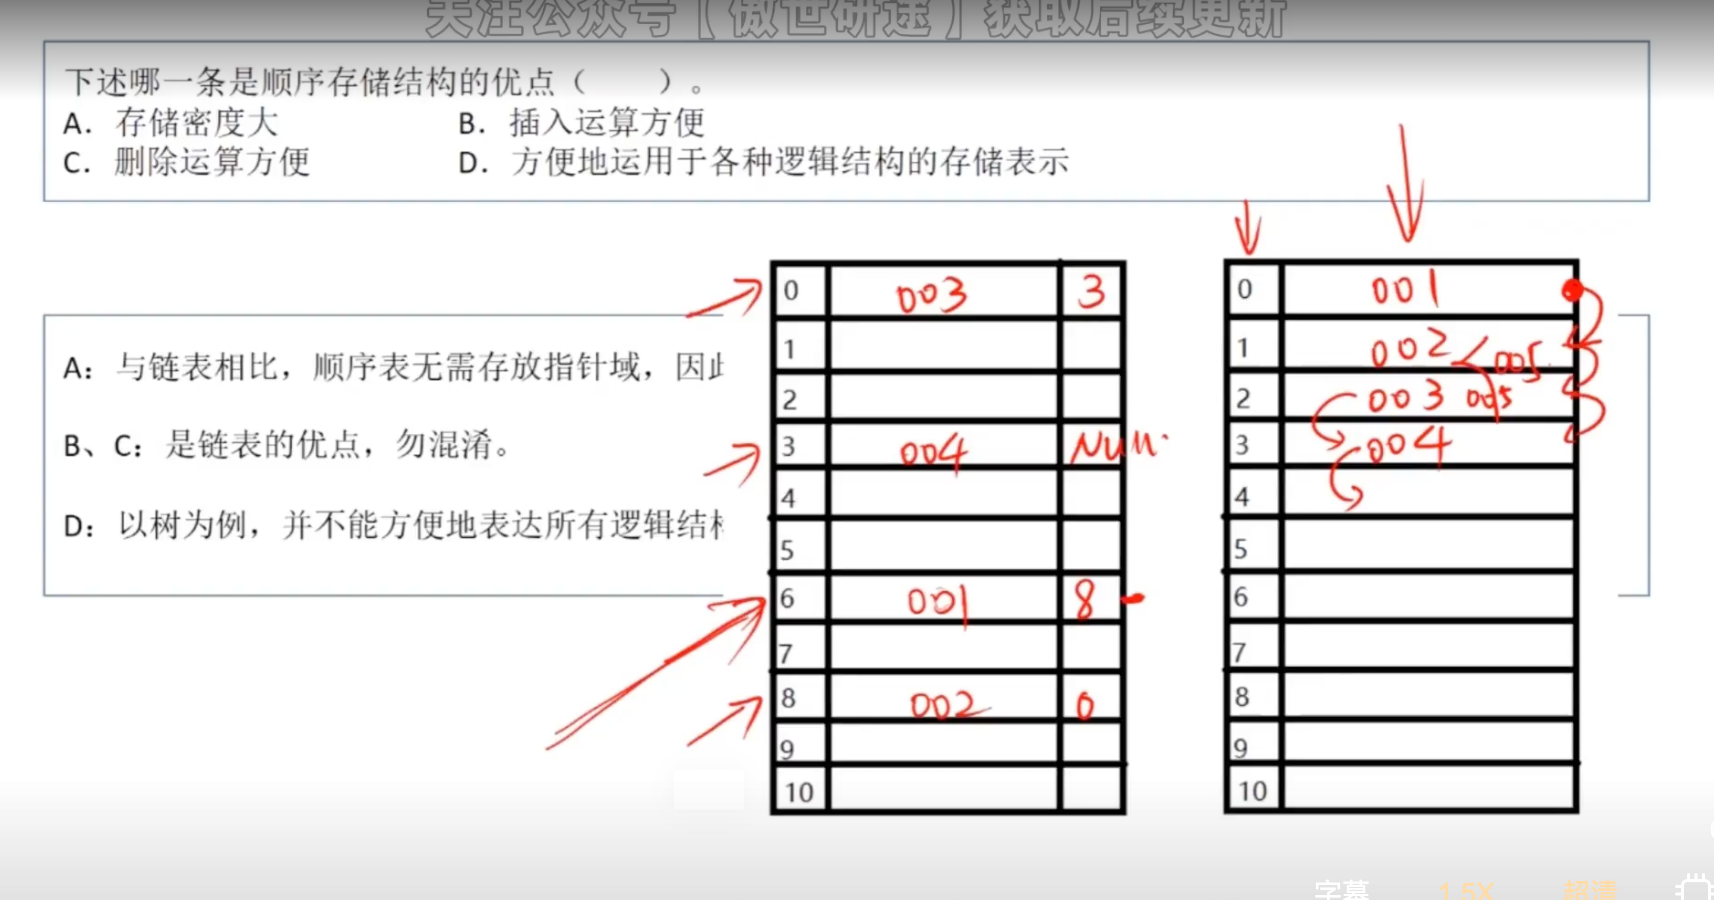 关注公众号【傲世研途】获取后续更新
下述哪一条是顺序存储结构的优点（　　）。
A. 存储密度大　　B. 插入运算方便
C. 删除运算方便　　D. 方便地运用于各种逻辑结构的存储表示
A：与链表相比，顺序表无需存放指针域，因此
B、C：是链表的优点，勿混淆。
D：以树为例，并不能方便地表达所有逻辑结构
0 003 3
1
2
3 004 Null
4
5
6 001 8
7
8 002 0
9
10
0 001
1 002 005
2 003 005
3 004
4
5
6
7
8
9
10
字幕 1.5X 超清